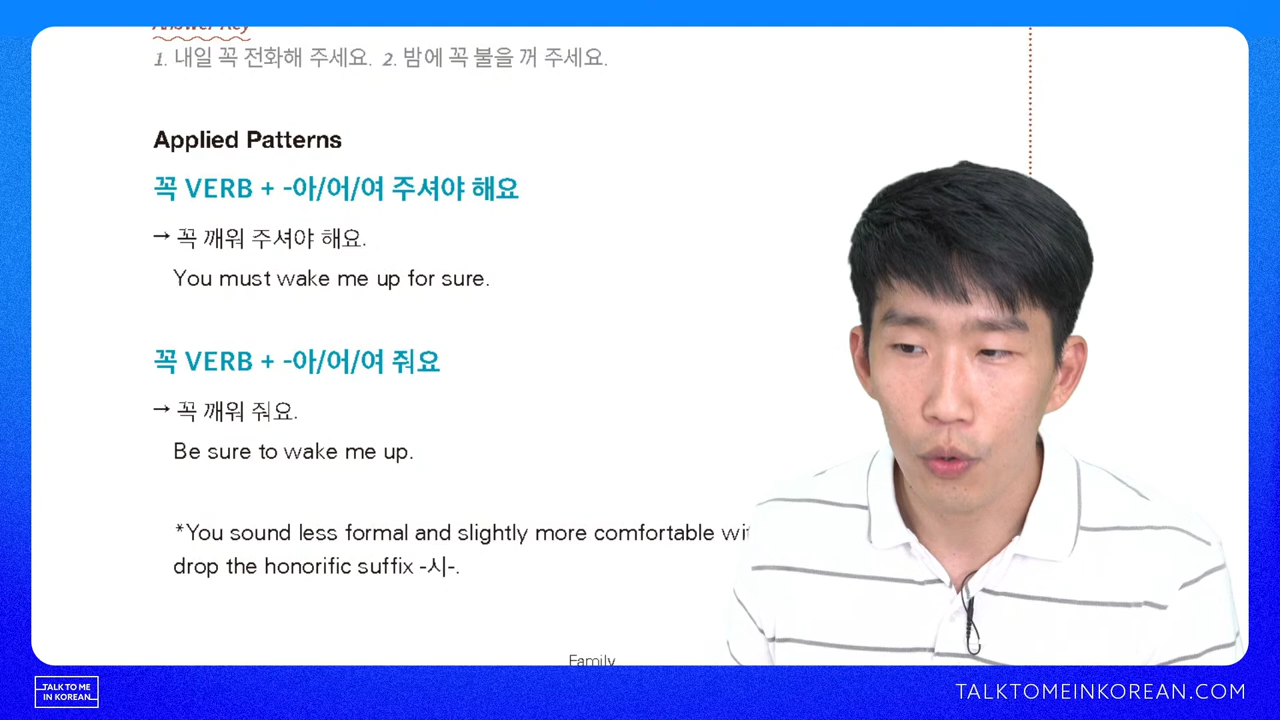 Answer Key
1. 내일 꼭 전화해 주세요. 2. 밤에 꼭 불을 꺼 주세요.
Applied Patterns
꼭 VERB + -아/어/여 주셔야 해요
→ 꼭 깨워 주셔야 해요.
You must wake me up for sure.
꼭 VERB + -아/어/여 줘요
→ 꼭 깨워 줘요.
Be sure to wake me up.
*You sound less formal and slightly more comfortable
drop the honorific suffix -시-.
Family
TALK TO ME
IN KOREAN
TALKTOMEINKOREAN.COM